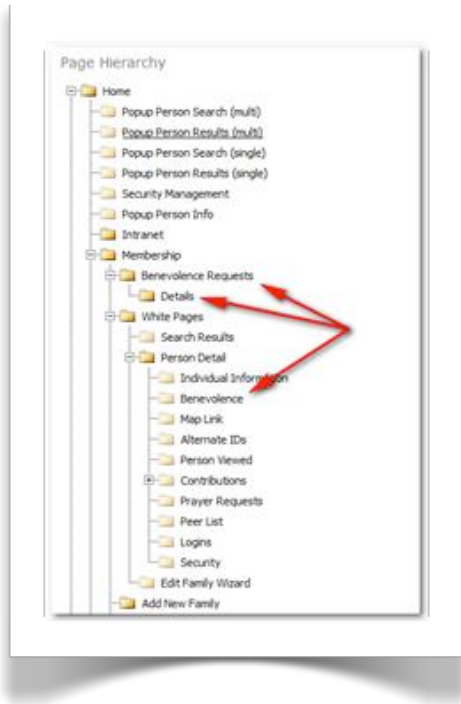 Page Hierarchy
Home
Popup Person Search (multi)
Popup Person Results (multi)
Popup Person Search (single)
Popup Person Results (single)
Security Management
Popup Person Info
Intranet
Membership
Benevolence Requests
Details
White Pages
Search Results
Person Detail
Individual Information
Benevolence
Map Link
Alternate IDs
Person Viewed
Contributions
Prayer Requests
Peer List
Logins
Security
Edit Family Wizard
Add New Family